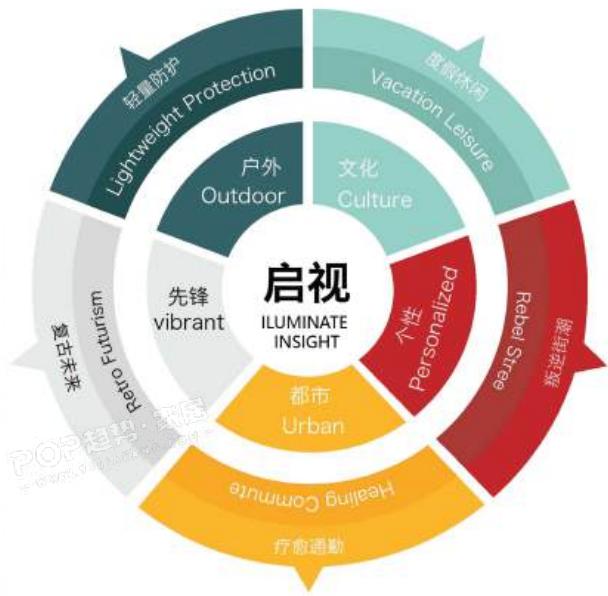 启视
ILUMINATE
INSIGHT
户外
Outdoor
轻量防护
Lightweight Protection
文化
Culture
度假休闲
Vacation Leisure
个性
Personalized
叛逆街潮
Rebel Stree
都市
Urban
Healing Commute
疗愈通勤
先锋
vibrant
Retro Futurism
复古未来
POP趋势·家居